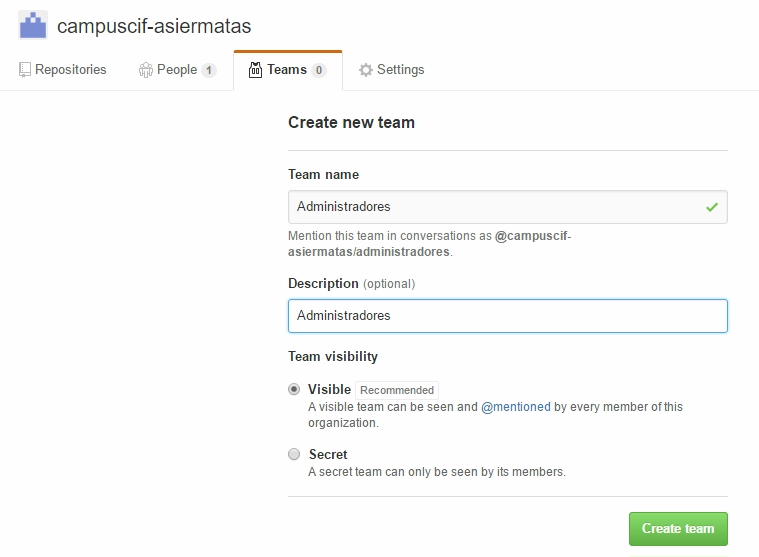 campuscif-asiermatas
Repositories People 1 Teams 0 Settings
Create new team
Team name
Administradores
Mention this team in conversations as @campuscif-
asiermatas/administradores.
Description (optional)
Administradores
Team visibility
Visible Recommended
A visible team can be seen and @mentioned by every member of this
organization.
Secret
A secret team can only be seen by its members.
Create team